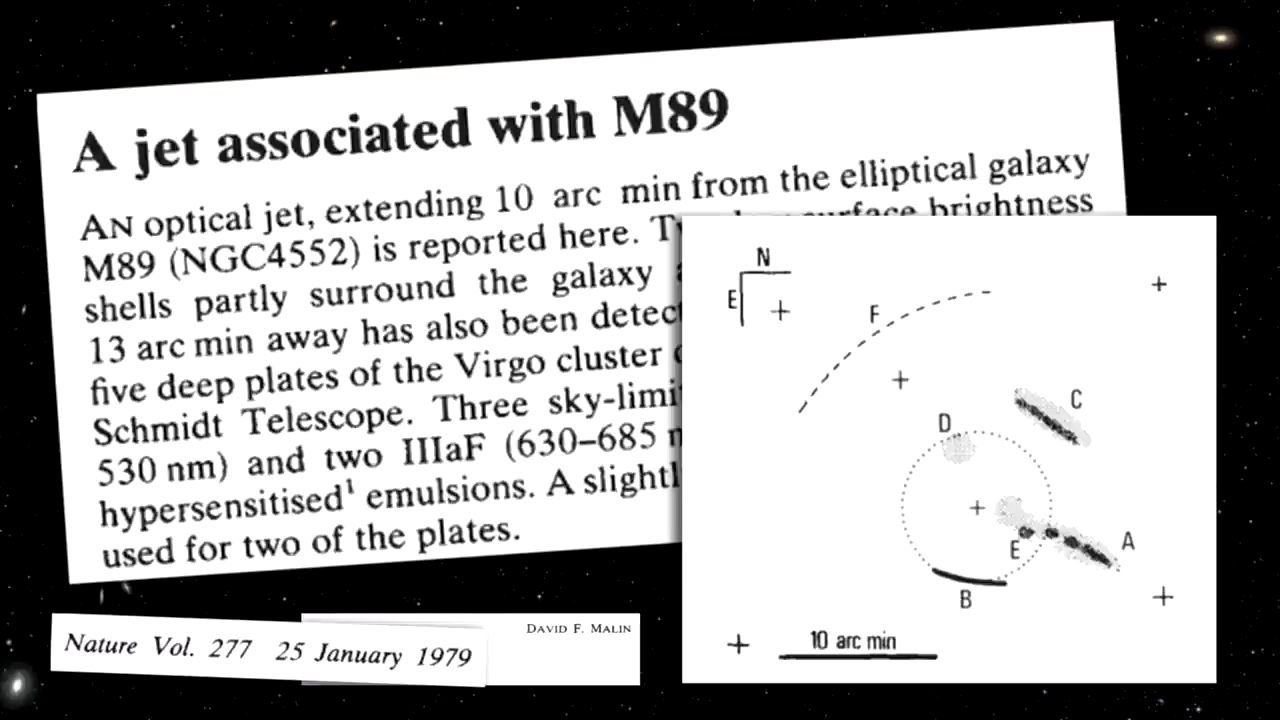 A jet associated with M89
AN optical jet, extending 10 arc min from the elliptical galaxy
M89 (NGC4552) is reported here. surface brightness
shells partly surround the galaxy
13 arc min away has also been detec
five deep plates of the Virgo cluster
Schmidt Telescope. Three sky-limi
530 nm) and two IIIaF (630–685
hypersensitised¹ emulsions. A slightl
used for two of the plates.
N
E
F
C
D
E
A
B
10 arc min
DAVID F. MALIN
Nature Vol. 277 25 January 1979